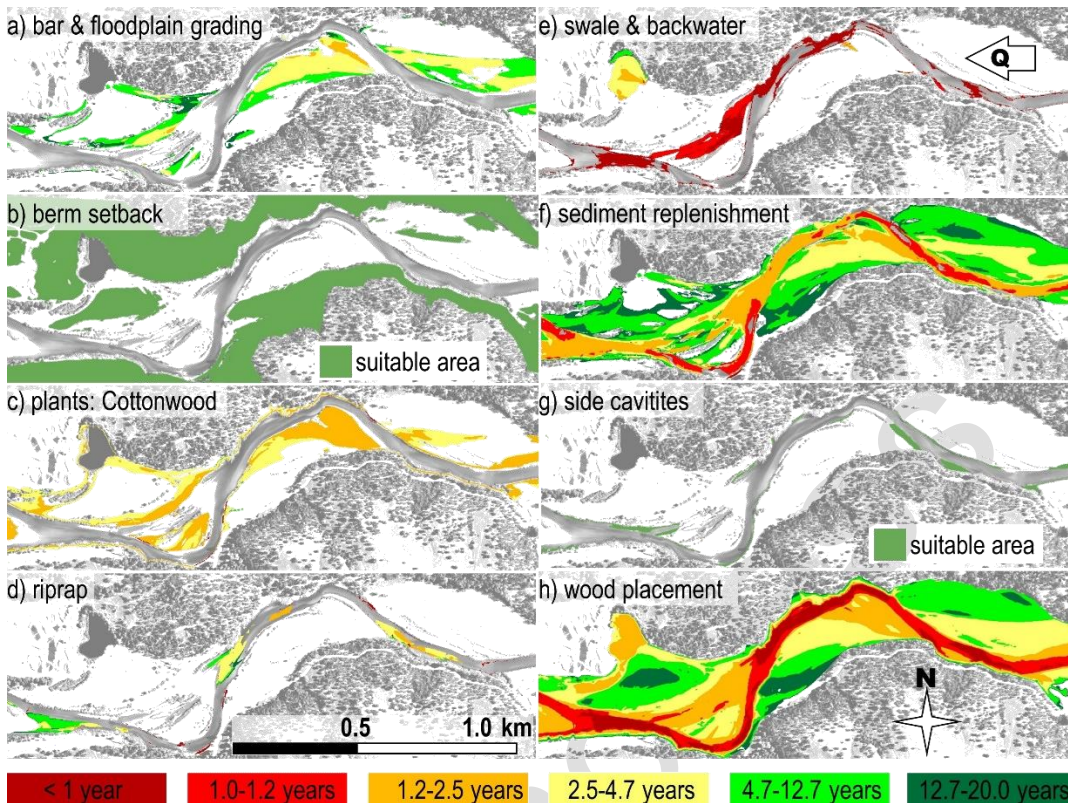 a) bar & floodplain grading
e) swale & backwater
Q
b) berm setback
suitable area
f) sediment replenishment
c) plants: Cottonwood
g) side cavitites
suitable area
d) riprap
0.5 1.0 km
h) wood placement
N
< 1 year 1.0-1.2 years 1.2-2.5 years 2.5-4.7 years 4.7-12.7 years 12.7-20.0 years